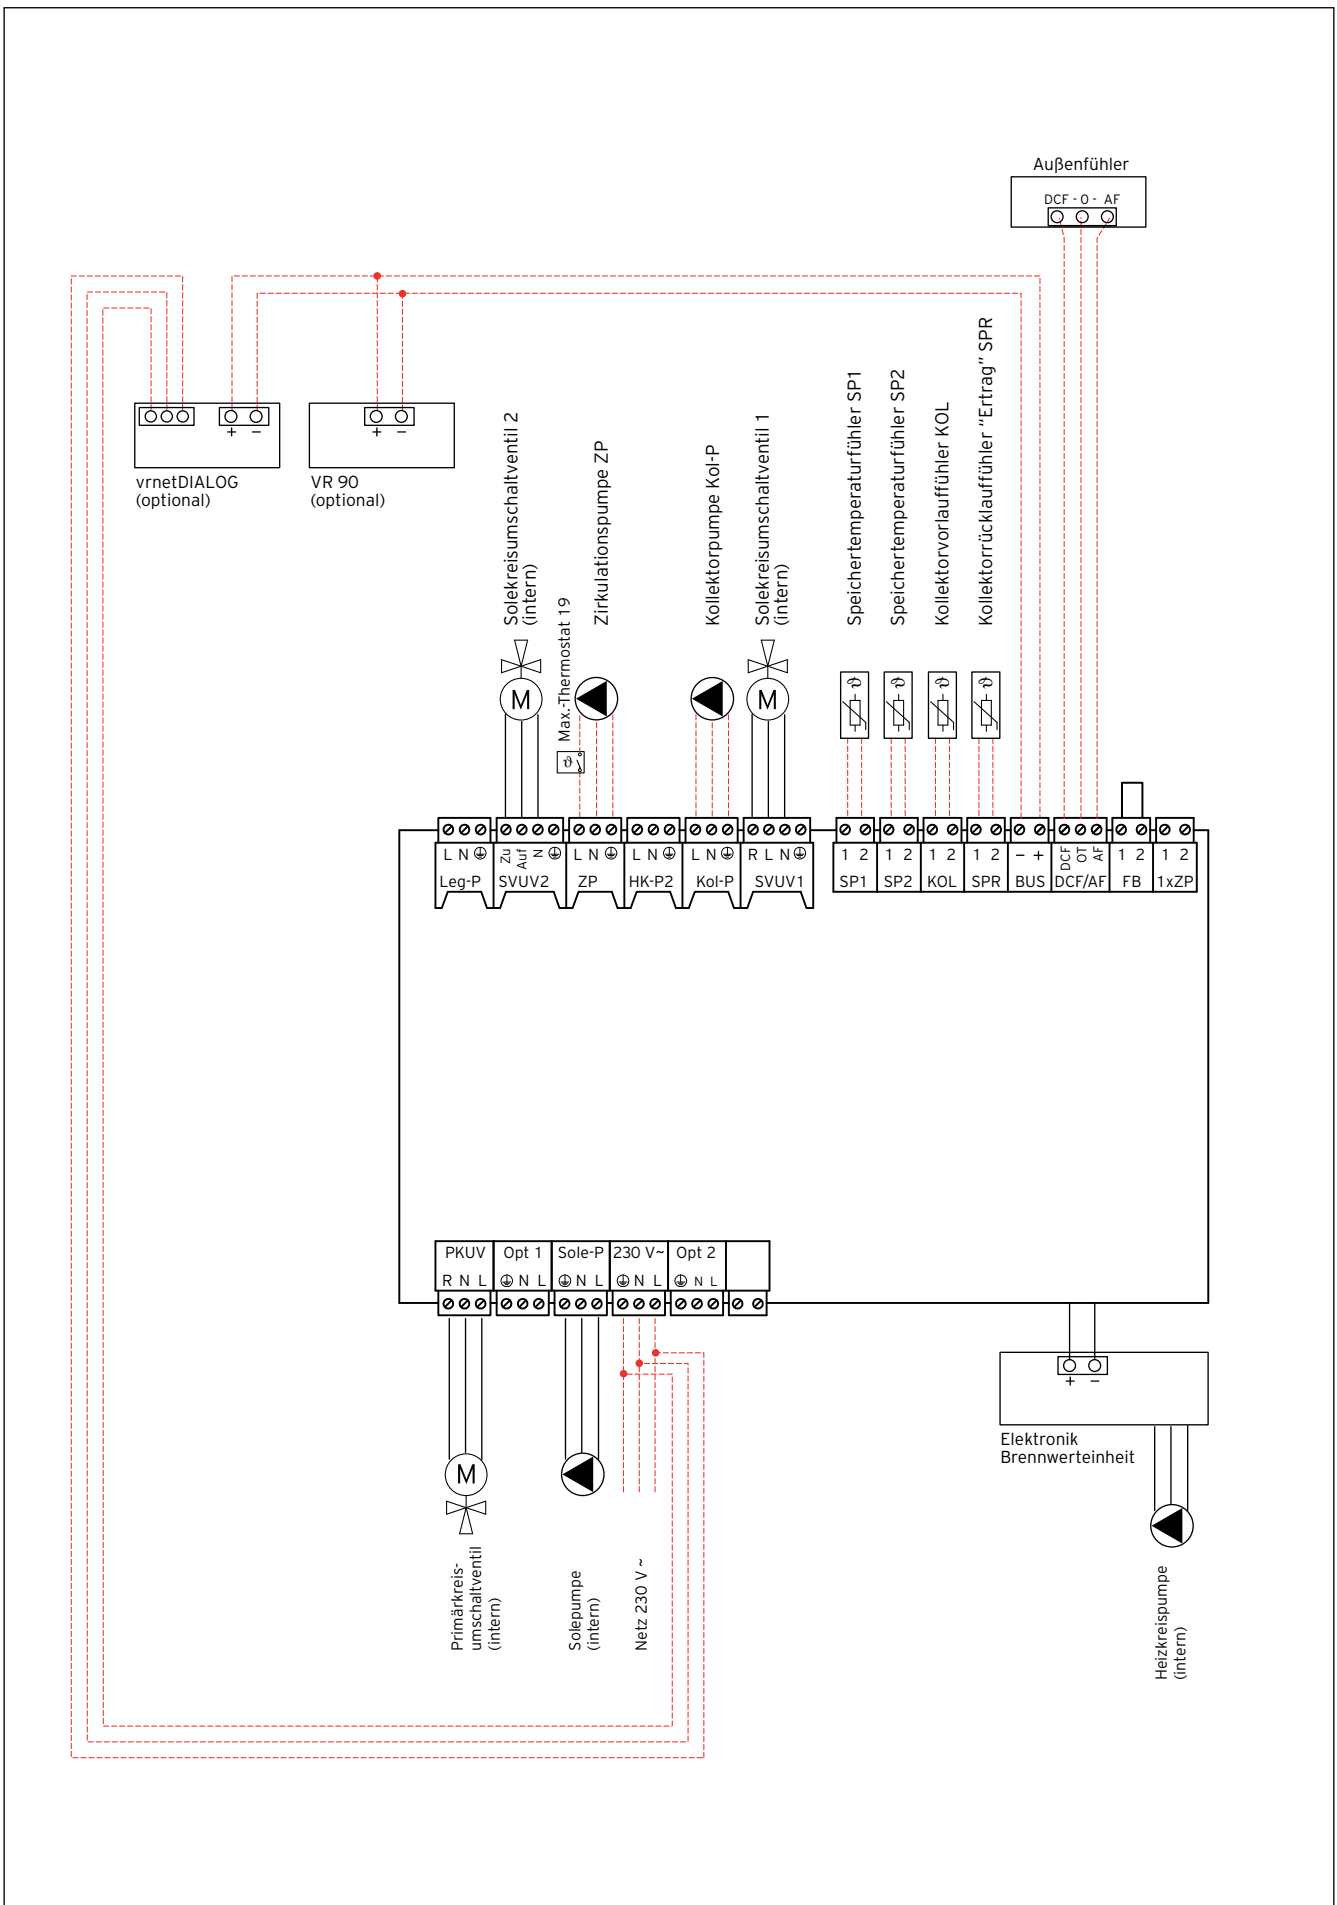 Außenfühler
DCF - O - AF
+ −
vrnetDIALOG
(optional)
+ −
VR 90
(optional)
Solekreisumschaltventil 2
(intern)
Max.-Thermostat 19
Zirkulationspumpe ZP
Kollektorpumpe Kol-P
Solekreisumschaltventil 1
(intern)
Speichertemperaturfühler SP1
Speichertemperaturfühler SP2
Kollektorvorlauffühler KOL
Kollektorrücklauffühler "Ertrag" SPR
M
M
ϑ
ϑ
ϑ
ϑ
ϑ
L N ⏚
Leg-P
Zu Auf N ⏚
SVUV2
L N ⏚
ZP
L N ⏚
HK-P2
L N ⏚
Kol-P
R L N ⏚
SVUV1
1 2
SP1
1 2
SP2
1 2
KOL
1 2
SPR
− +
BUS
DCF OT AF
DCF/AF
1 2
FB
1 2
1xZP
PKUV
R N L
Opt 1
⏚ N L
Sole-P
⏚ N L
230 V~
⏚ N L
Opt 2
⏚ N L
+ −
Elektronik
Brennwerteinheit
M
Primärkreis-
umschaltventil
(intern)
Solepumpe
(intern)
Netz 230 V ~
Heizkreispumpe
(intern)